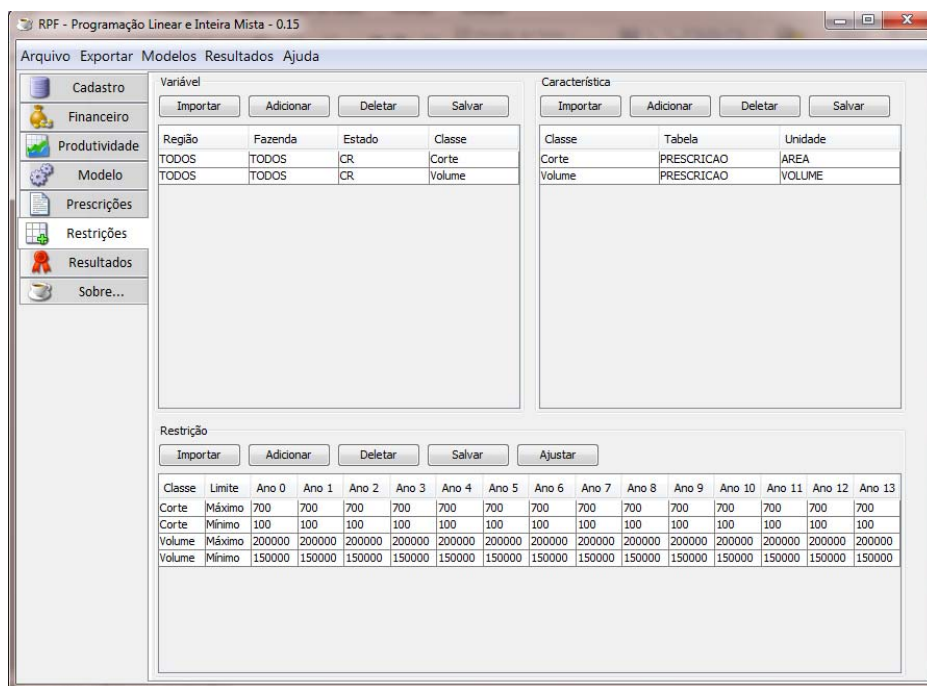 RPF - Programação Linear e Inteira Mista - 0.15
Arquivo Exportar Modelos Resultados Ajuda
Cadastro
Financeiro
Produtividade
Modelo
Prescrições
Restrições
Resultados
Sobre...
Variável
Importar Adicionar Deletar Salvar
Região Fazenda Estado Classe
TODOS TODOS CR Corte
TODOS TODOS CR Volume
Característica
Importar Adicionar Deletar Salvar
Classe Tabela Unidade
Corte PRESCRICAO AREA
Volume PRESCRICAO VOLUME
Restrição
Importar Adicionar Deletar Salvar Ajustar
Classe Limite Ano 0 Ano 1 Ano 2 Ano 3 Ano 4 Ano 5 Ano 6 Ano 7 Ano 8 Ano 9 Ano 10 Ano 11 Ano 12 Ano 13
Corte Máximo 700 700 700 700 700 700 700 700 700 700 700 700 700 700
Corte Mínimo 100 100 100 100 100 100 100 100 100 100 100 100 100 100
Volume Máximo 200000 200000 200000 200000 200000 200000 200000 200000 200000 200000 200000 200000 200000 200000
Volume Mínimo 150000 150000 150000 150000 150000 150000 150000 150000 150000 150000 150000 150000 150000 150000